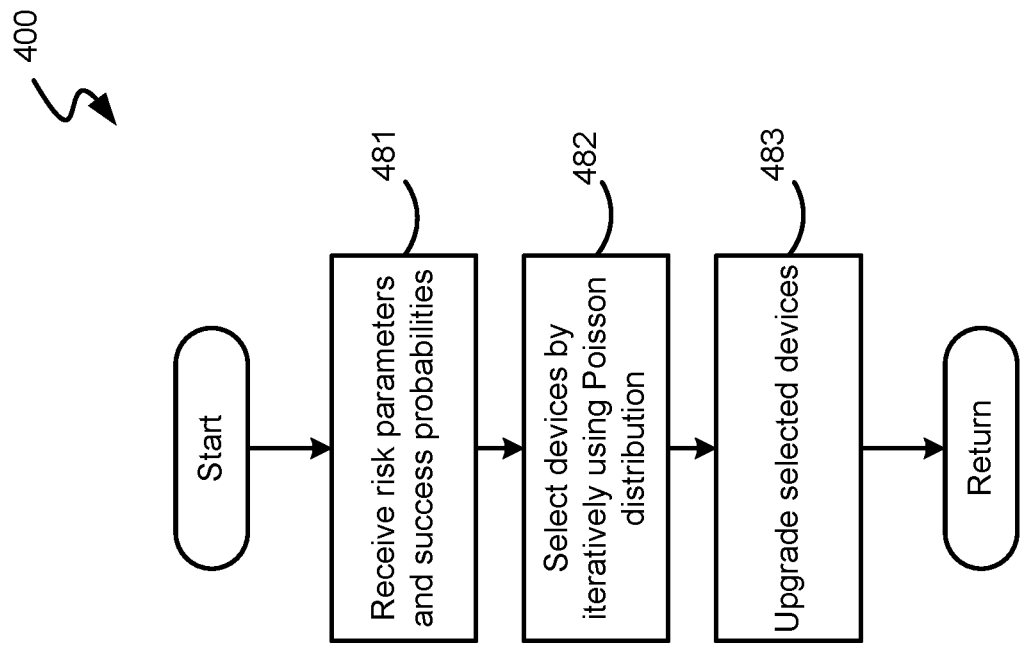 400
Start
Receive risk parameters
and success probabilities
481
Select devices by
iteratively using Poisson
distribution
482
Upgrade selected devices
483
Return